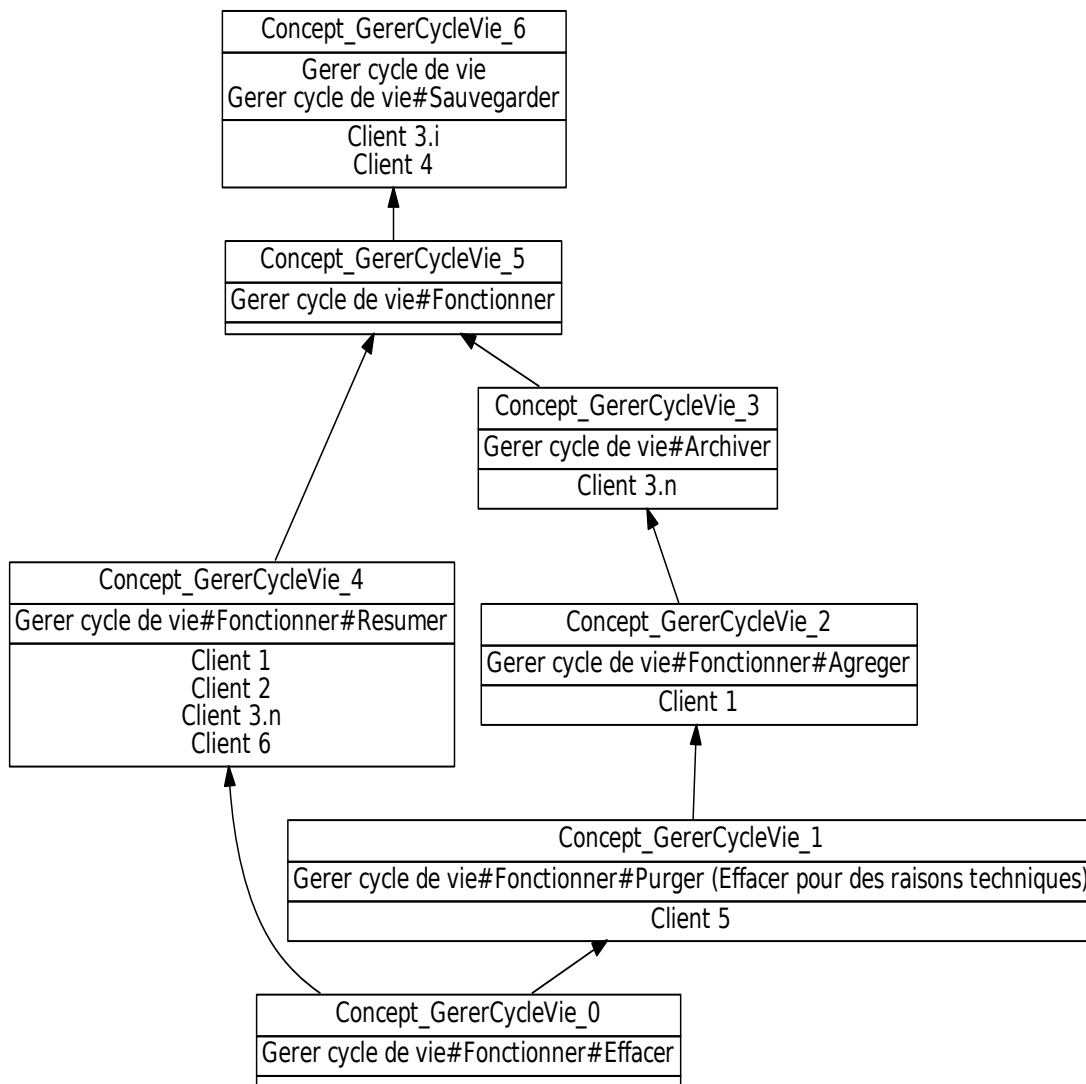 Concept_GererCycleVie_6
Gerer cycle de vie
Gerer cycle de vie#Sauvegarder
Client 3.i
Client 4
Concept_GererCycleVie_5
Gerer cycle de vie#Fonctionner
Concept_GererCycleVie_3
Gerer cycle de vie#Archiver
Client 3.n
Concept_GererCycleVie_4
Gerer cycle de vie#Fonctionner#Resumer
Client 1
Client 2
Client 3.n
Client 6
Concept_GererCycleVie_2
Gerer cycle de vie#Fonctionner#Agreger
Client 1
Concept_GererCycleVie_1
Gerer cycle de vie#Fonctionner#Purger (Effacer pour des raisons techniques)
Client 5
Concept_GererCycleVie_0
Gerer cycle de vie#Fonctionner#Effacer